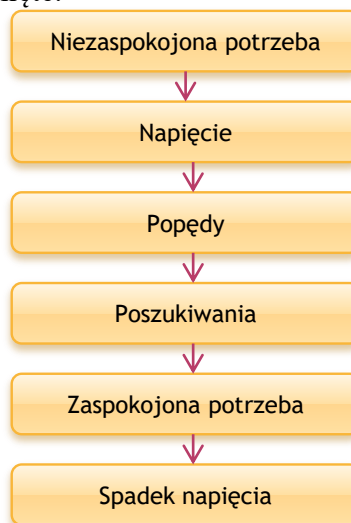 Niezaspokojona potrzeba
Napięcie
Popędy
Poszukiwania
Zaspokojona potrzeba
Spadek napięcia